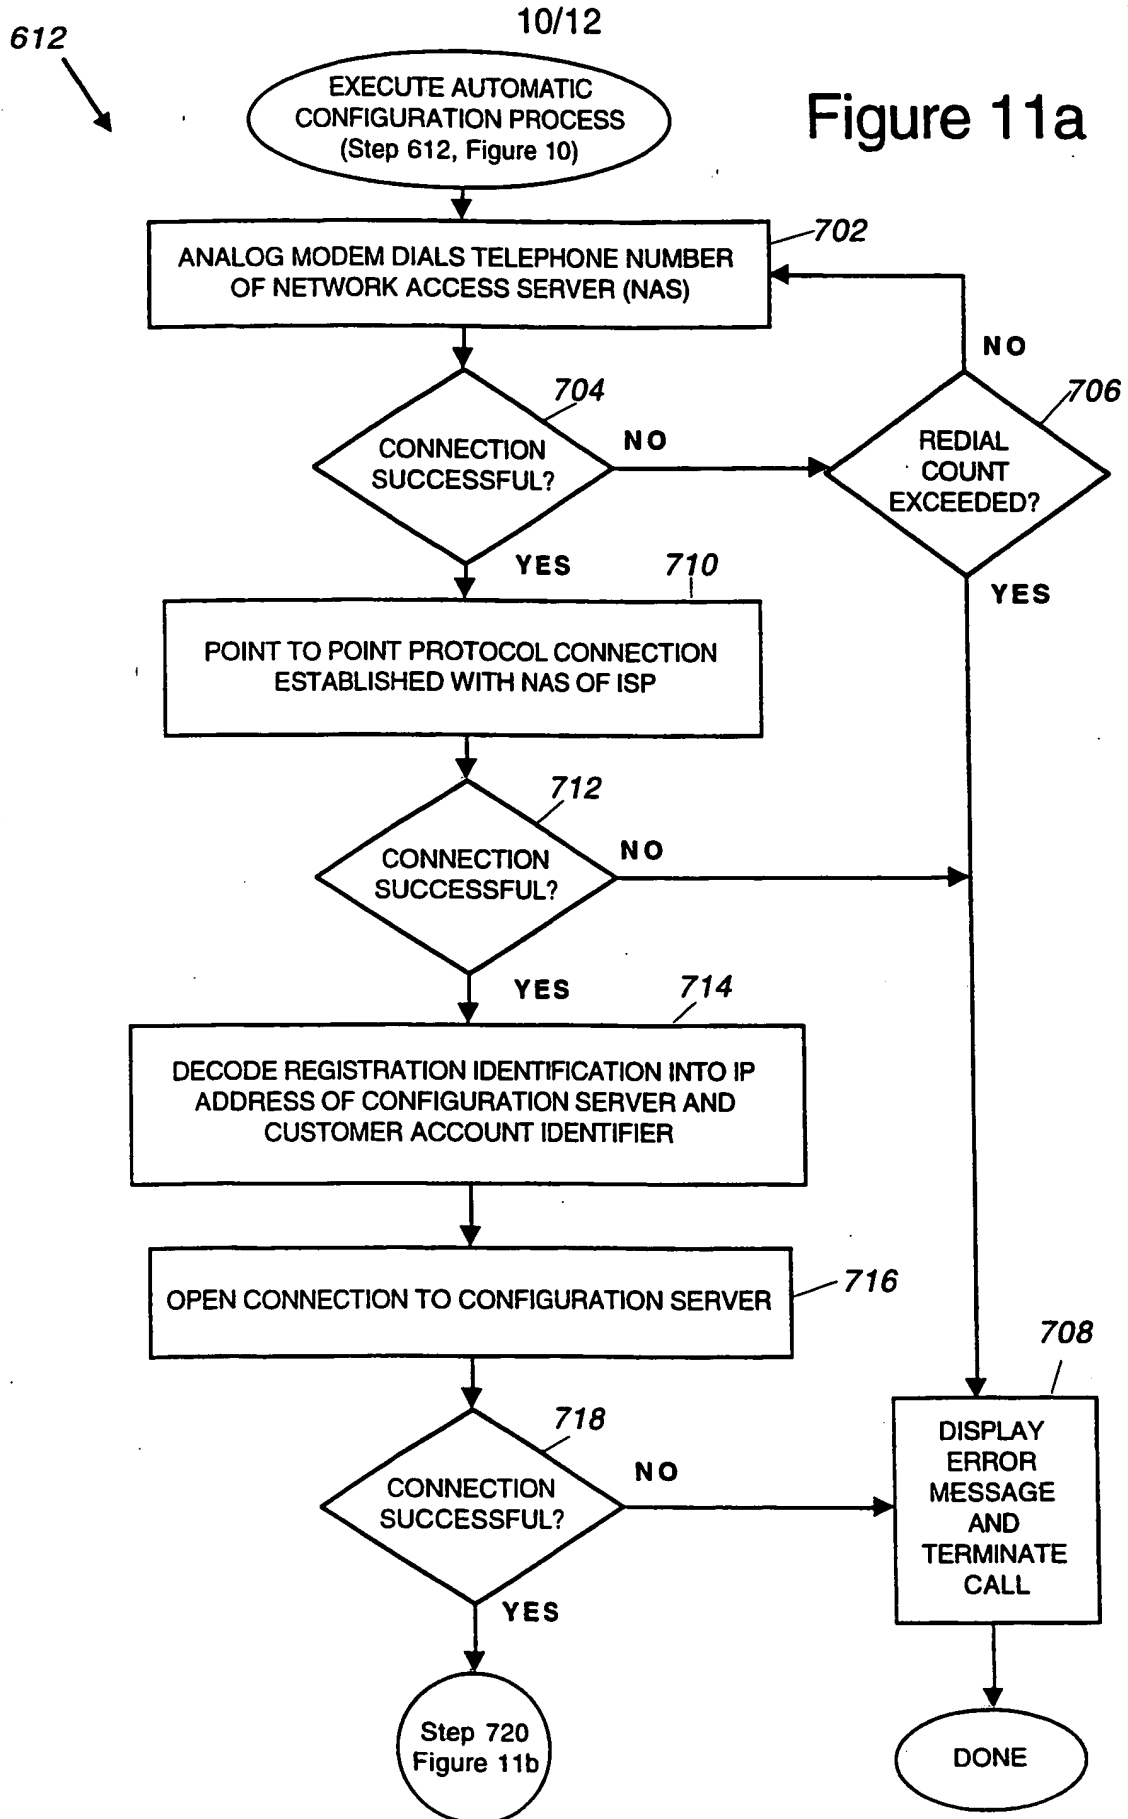 10/12
612
Figure 11a
EXECUTE AUTOMATIC
CONFIGURATION PROCESS
(Step 612, Figure 10)
702
ANALOG MODEM DIALS TELEPHONE NUMBER
OF NETWORK ACCESS SERVER (NAS)
NO
704
706
CONNECTION
SUCCESSFUL?
NO
REDIAL
COUNT
EXCEEDED?
YES
710
YES
POINT TO POINT PROTOCOL CONNECTION
ESTABLISHED WITH NAS OF ISP
712
CONNECTION
SUCCESSFUL?
NO
YES
714
DECODE REGISTRATION IDENTIFICATION INTO IP
ADDRESS OF CONFIGURATION SERVER AND
CUSTOMER ACCOUNT IDENTIFIER
716
OPEN CONNECTION TO CONFIGURATION SERVER
708
718
CONNECTION
SUCCESSFUL?
NO
DISPLAY
ERROR
MESSAGE
AND
TERMINATE
CALL
YES
Step 720
Figure 11b
DONE